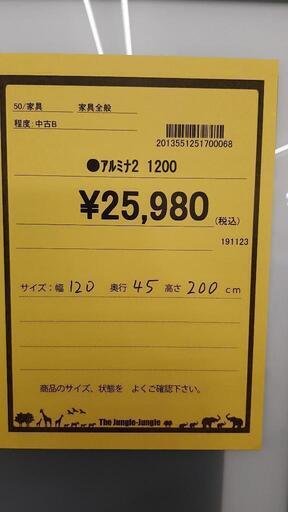 50/家具 家具全般
程度:中古B
2013551251700068
●アルミナ2 1200
¥25,980(税込)
191123
サイズ:幅 120 奥行 45 高さ 200 cm
商品のサイズ、状態を よくご確認下さい。
The Jungle-Jungle